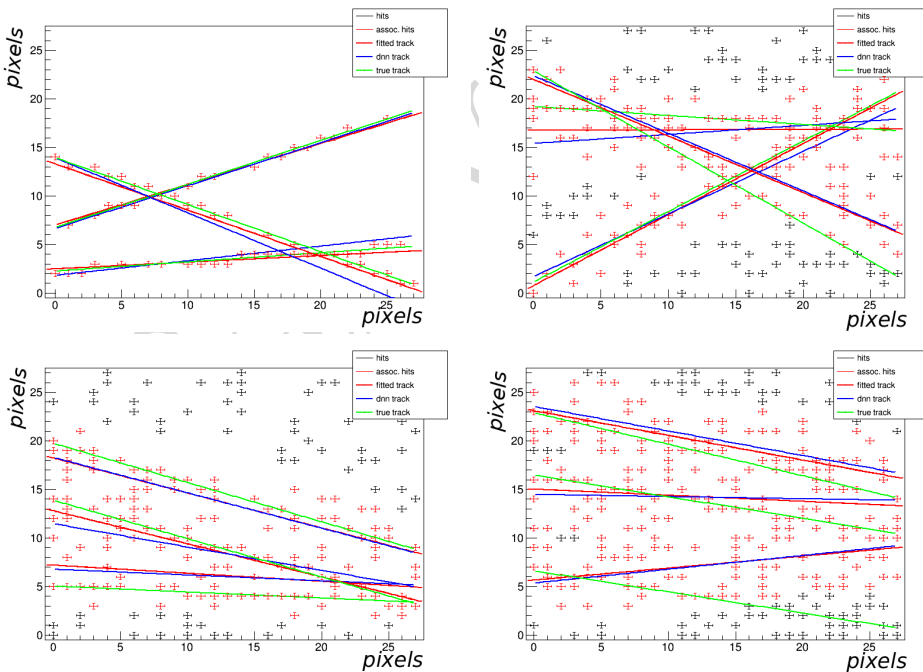 hits
assoc. hits
fitted track
dnn track
true track
pixels
25
20
15
10
5
0
0 5 10 15 20 25
pixels
hits
assoc. hits
fitted track
dnn track
true track
pixels
25
20
15
10
5
0
0 5 10 15 20 25
pixels
hits
assoc. hits
fitted track
dnn track
true track
pixels
25
20
15
10
5
0
0 5 10 15 20 25
pixels
hits
assoc. hits
fitted track
dnn track
true track
pixels
25
20
15
10
5
0
0 5 10 15 20 25
pixels